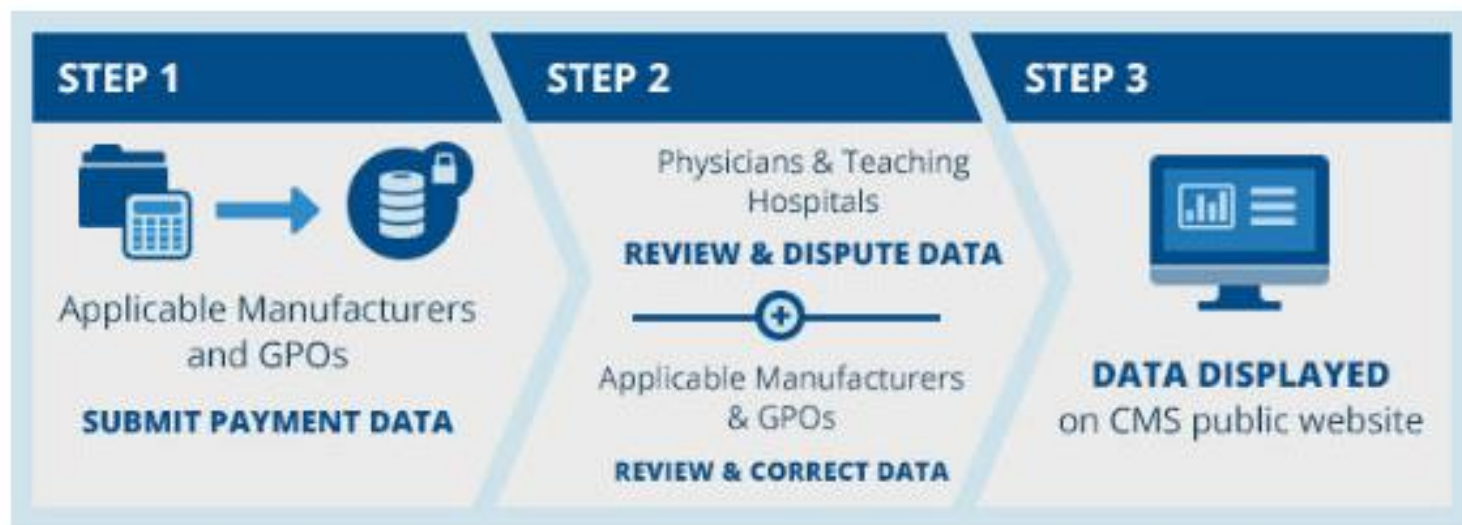 STEP 1
Applicable Manufacturers
and GPOs
SUBMIT PAYMENT DATA
STEP 2
Physicians & Teaching
Hospitals
REVIEW & DISPUTE DATA
Applicable Manufacturers
& GPOs
REVIEW & CORRECT DATA
STEP 3
DATA DISPLAYED
on CMS public website